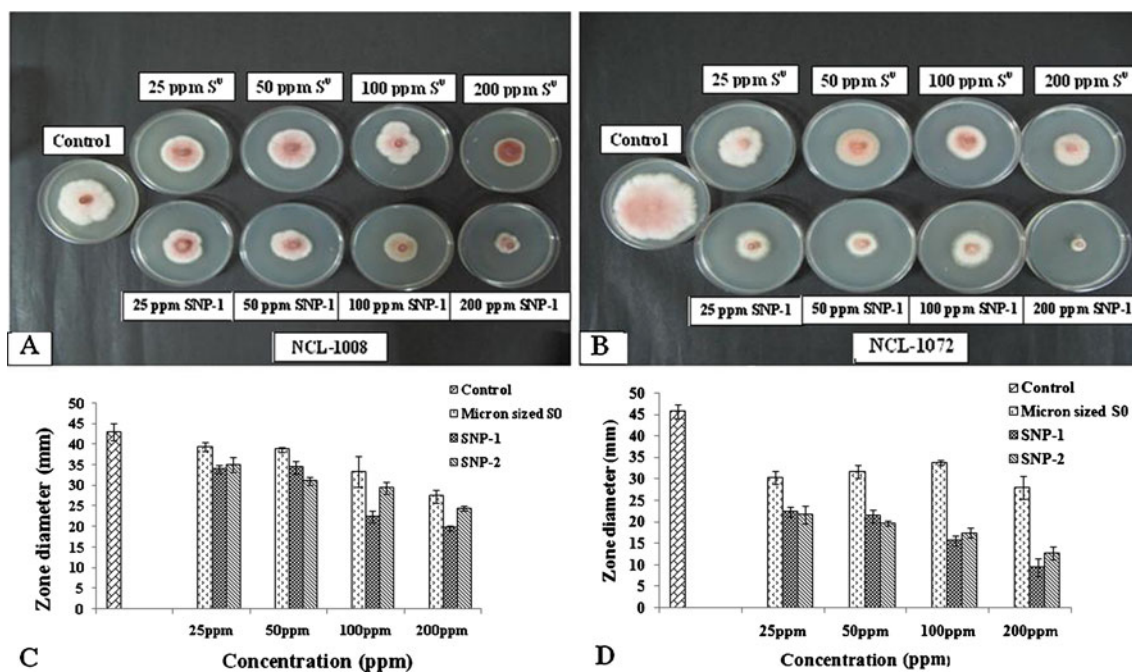 25 ppm S⁰ 50 ppm S⁰ 100 ppm S⁰ 200 ppm S⁰
Control
25 ppm SNP-1 50 ppm SNP-1 100 ppm SNP-1 200 ppm SNP-1
A
NCL-1008
25 ppm S⁰ 50 ppm S⁰ 100 ppm S⁰ 200 ppm S⁰
Control
25 ppm SNP-1 50 ppm SNP-1 100 ppm SNP-1 200 ppm SNP-1
B
NCL-1072
Zone diameter (mm)
50
45
40
35
30
25
20
15
10
5
0
Control
Micron sized S0
SNP-1
SNP-2
25ppm 50ppm 100ppm 200ppm
C
Concentration (ppm)
Zone diameter (mm)
50
45
40
35
30
25
20
15
10
5
0
Control
Micron sized S0
SNP-1
SNP-2
25ppm 50ppm 100ppm 200ppm
D
Concentration (ppm)